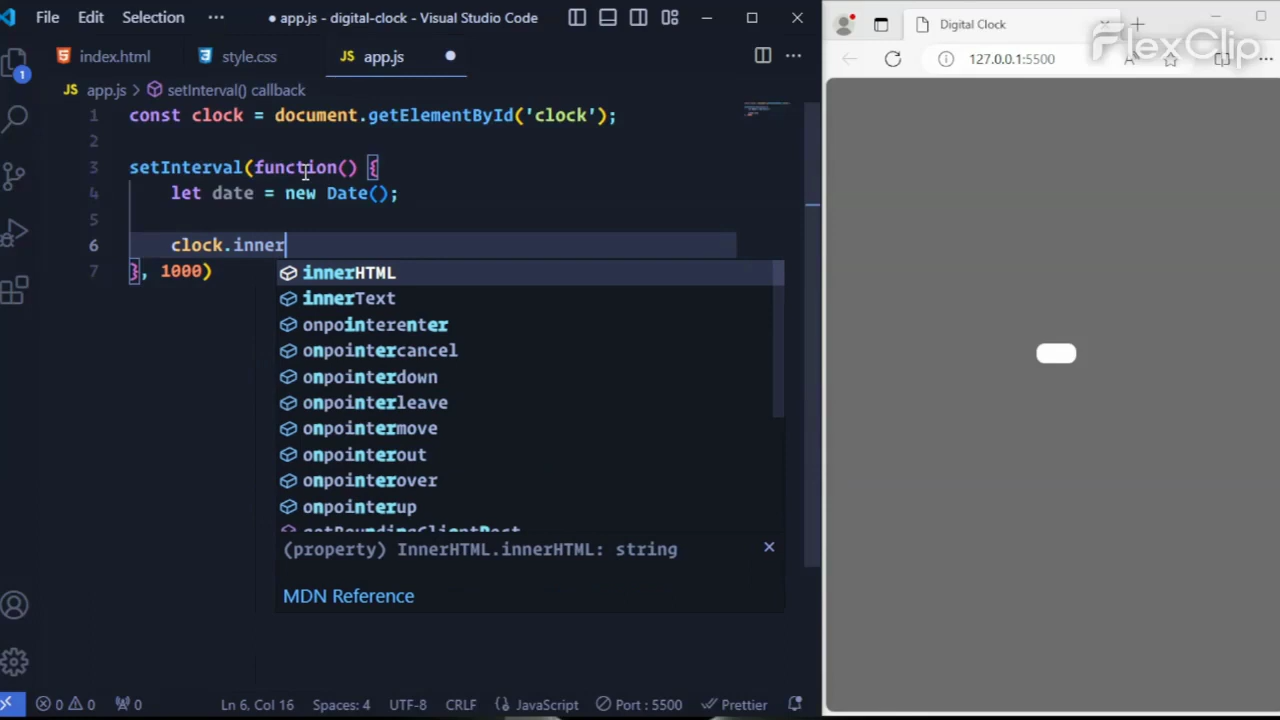 File Edit Selection ··· ● app.js - digital-clock - Visual Studio Code
Digital Clock
FlexClip
index.html style.css JS app.js ●
127.0.0.1:5500
1
JS app.js > setInterval() callback
1 const clock = document.getElementById('clock');
2
3 setInterval(function() {
4 let date = new Date();
5
6 clock.inner
7 }, 1000)
innerHTML
innerText
onpointerenter
onpointercancel
onpointerdown
onpointerleave
onpointermove
onpointerout
onpointerover
onpointerup
(property) InnerHTML.innerHTML: string
MDN Reference
0 0 0 Ln 6, Col 16 Spaces: 4 UTF-8 CRLF {} JavaScript Port : 5500 Prettier